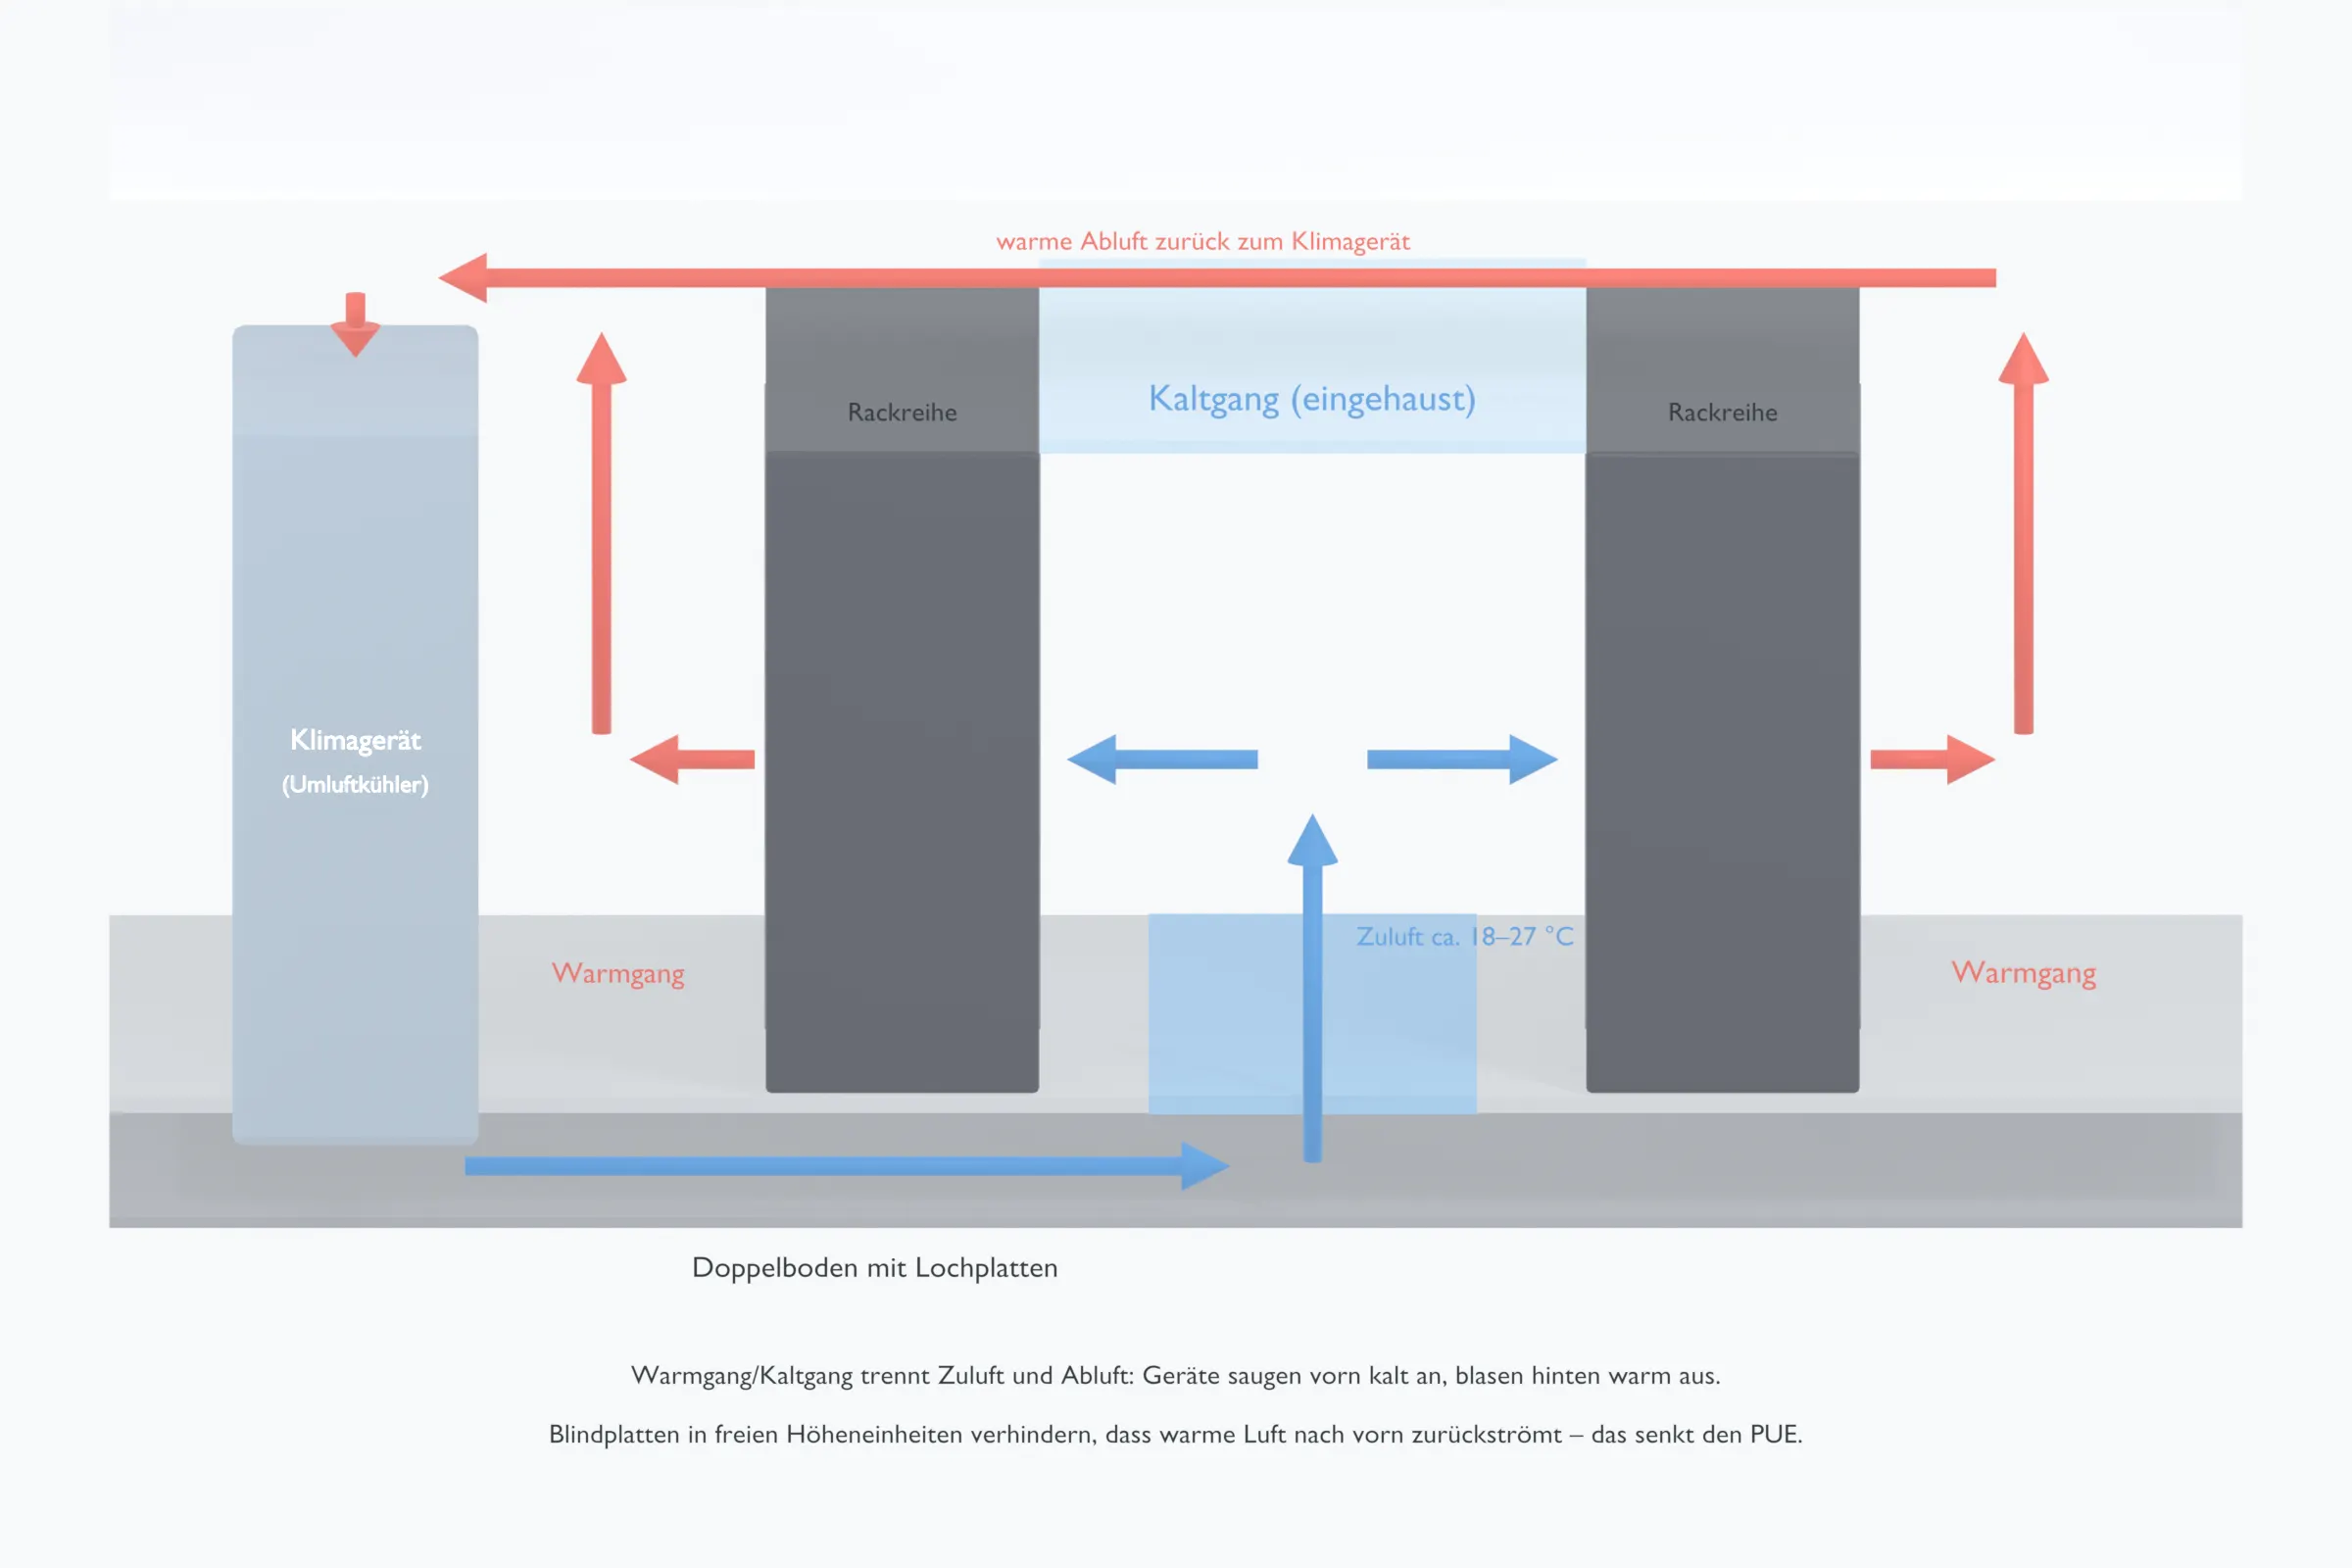 warme Abluft zurück zum Klimagerät
Kaltgang (eingehaust)
Rackreihe
Rackreihe
Klimagerät
(Umluftkühler)
Zuluft ca. 18–27 °C
Warmgang
Warmgang
Doppelboden mit Lochplatten
Warmgang/Kaltgang trennt Zuluft und Abluft: Geräte saugen vorn kalt an, blasen hinten warm aus.
Blindplatten in freien Höheneinheiten verhindern, dass warme Luft nach vorn zurückströmt – das senkt den PUE.